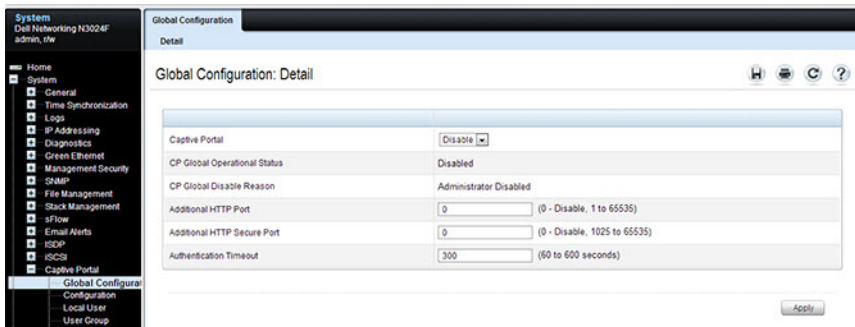 System
Dell Networking N3024F
admin, r/w
Home
System
General
Time Synchronization
Logs
IP Addressing
Diagnostics
Green Ethernet
Management Security
SNMP
File Management
Stack Management
sFlow
Email Alerts
ISDP
iSCSI
Captive Portal
Global Configurat
Configuration
Local User
User Group
Global Configuration
Detail
Global Configuration: Detail
Captive Portal Disable
CP Global Operational Status Disabled
CP Global Disable Reason Administrator Disabled
Additional HTTP Port 0 (0 - Disable, 1 to 65535)
Additional HTTP Secure Port 0 (0 - Disable, 1025 to 65535)
Authentication Timeout 300 (60 to 600 seconds)
Apply